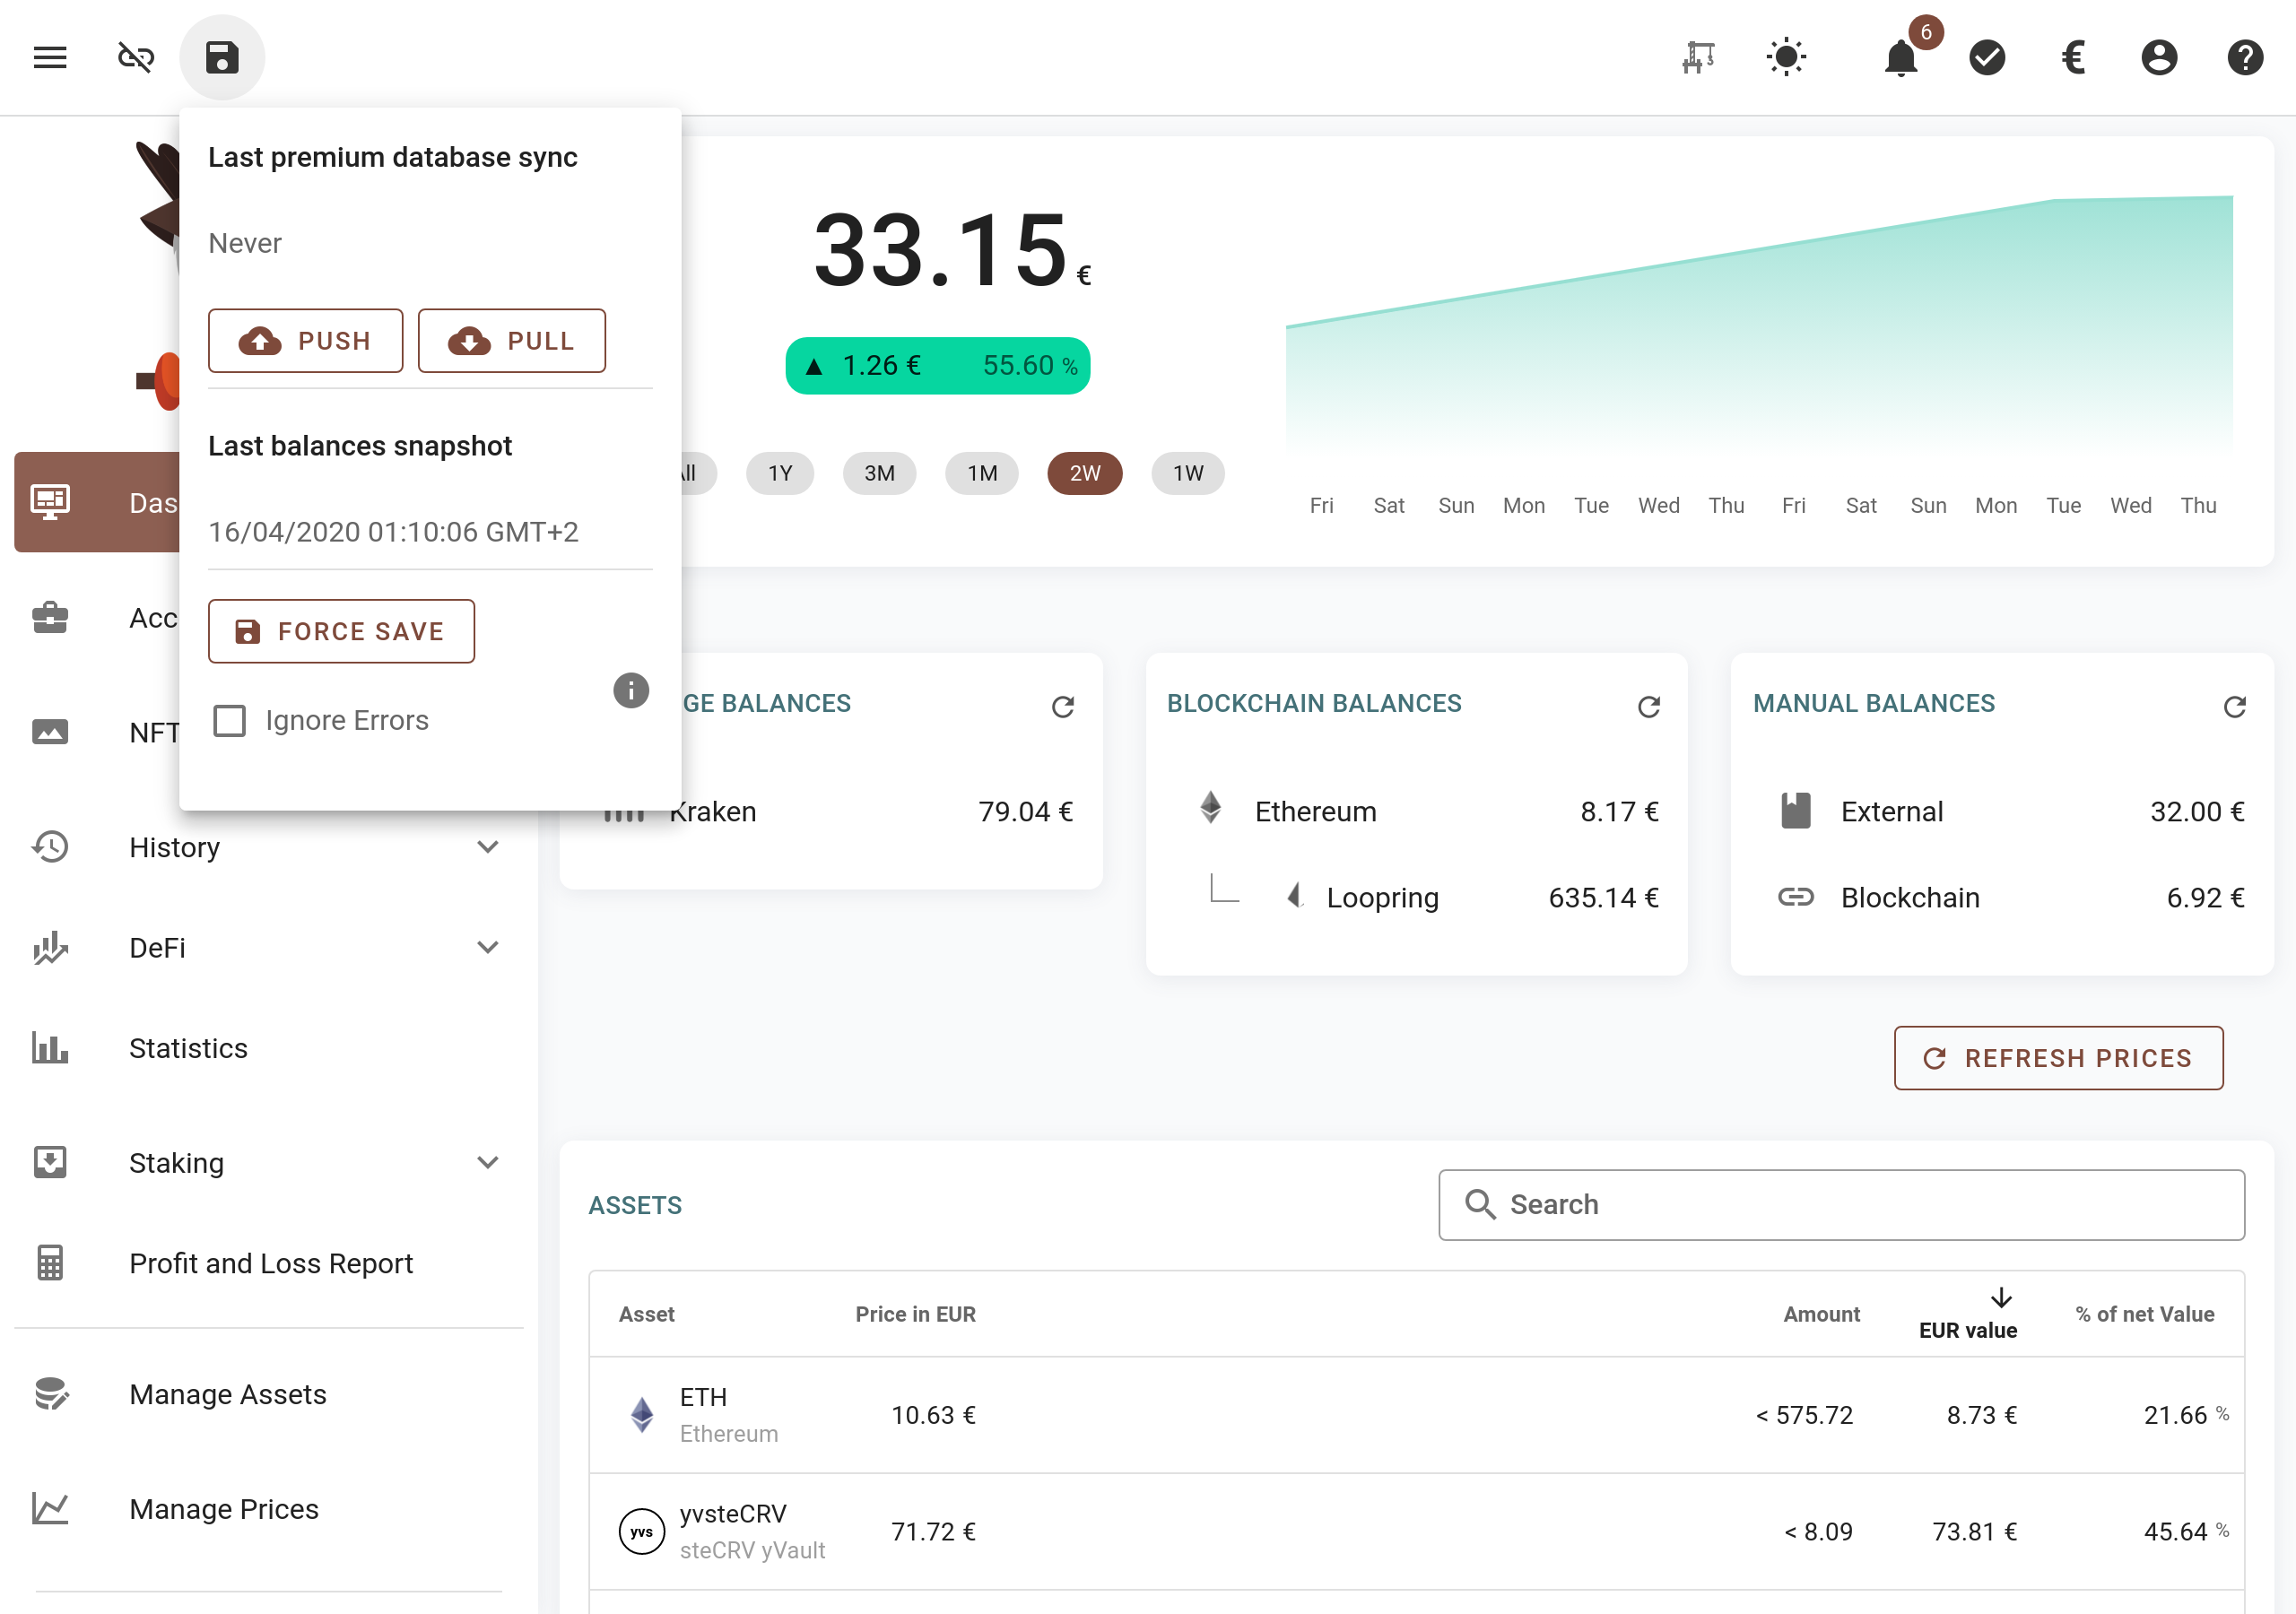 6
Last premium database sync
Never
PUSH PULL
Last balances snapshot
16/04/2020 01:10:06 GMT+2
FORCE SAVE
Ignore Errors
33.15 €
▲ 1.26 € 55.60 %
1Y 3M 1M 2W 1W
Fri Sat Sun Mon Tue Wed Thu Fri Sat Sun Mon Tue Wed Thu
Das
Acc
NFT
History
DeFi
Statistics
Staking
Profit and Loss Report
Manage Assets
Manage Prices
GE BALANCES
Kraken 79.04 €
BLOCKCHAIN BALANCES
Ethereum 8.17 €
Loopring 635.14 €
MANUAL BALANCES
External 32.00 €
Blockchain 6.92 €
REFRESH PRICES
ASSETS
Search
Asset Price in EUR Amount EUR value % of net Value
ETH
Ethereum
10.63 € < 575.72 8.73 € 21.66 %
yvs
yvsteCRV
steCRV yVault
71.72 € < 8.09 73.81 € 45.64 %